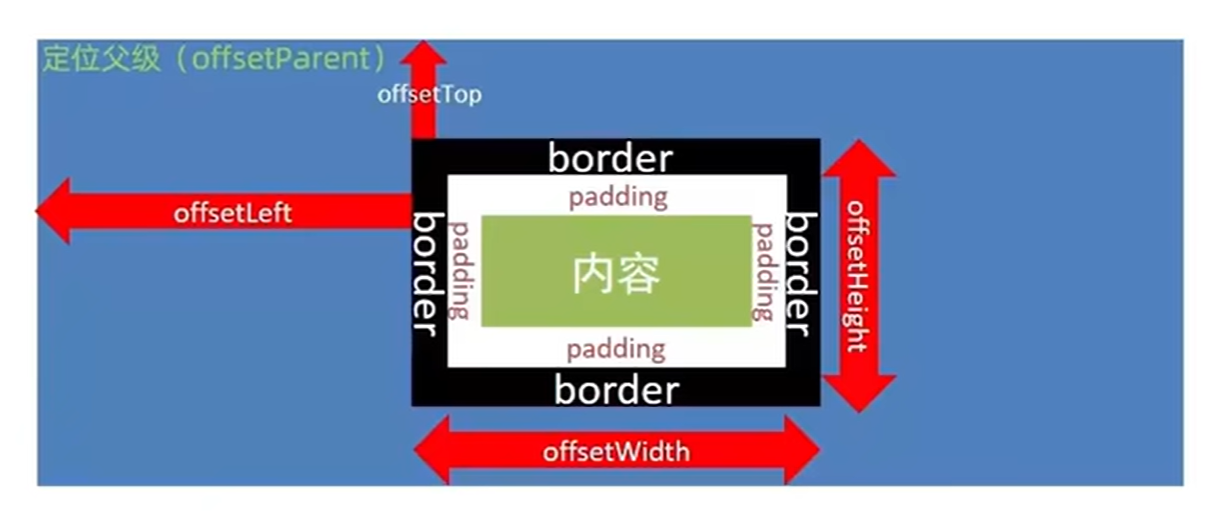 定位父级（offsetParent）
offsetTop
border
padding
offsetLeft
border
padding
内容
padding
border
offsetHeight
padding
border
offsetWidth